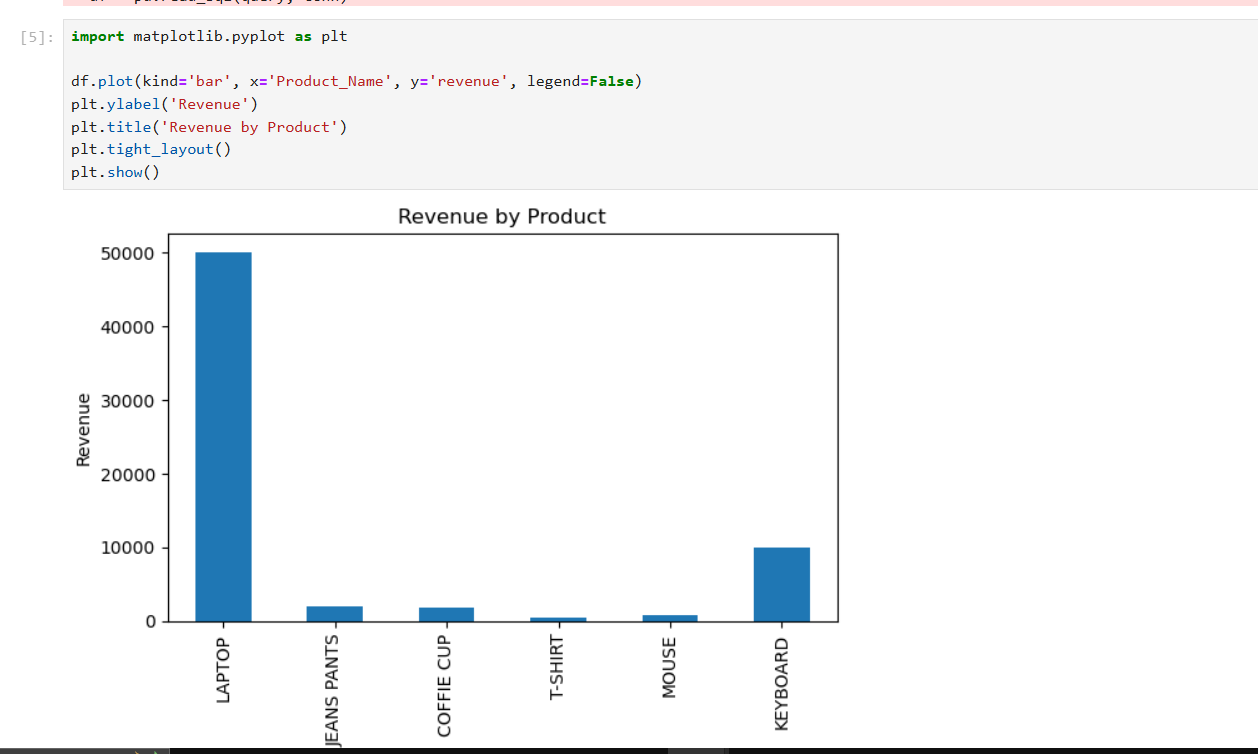 [5]:
import matplotlib.pyplot as plt
df.plot(kind='bar', x='Product_Name', y='revenue', legend=False)
plt.ylabel('Revenue')
plt.title('Revenue by Product')
plt.tight_layout()
plt.show()
Revenue by Product
50000
40000
30000
20000
10000
0
Revenue
LAPTOP
JEANS PANTS
COFFIE CUP
T-SHIRT
MOUSE
KEYBOARD